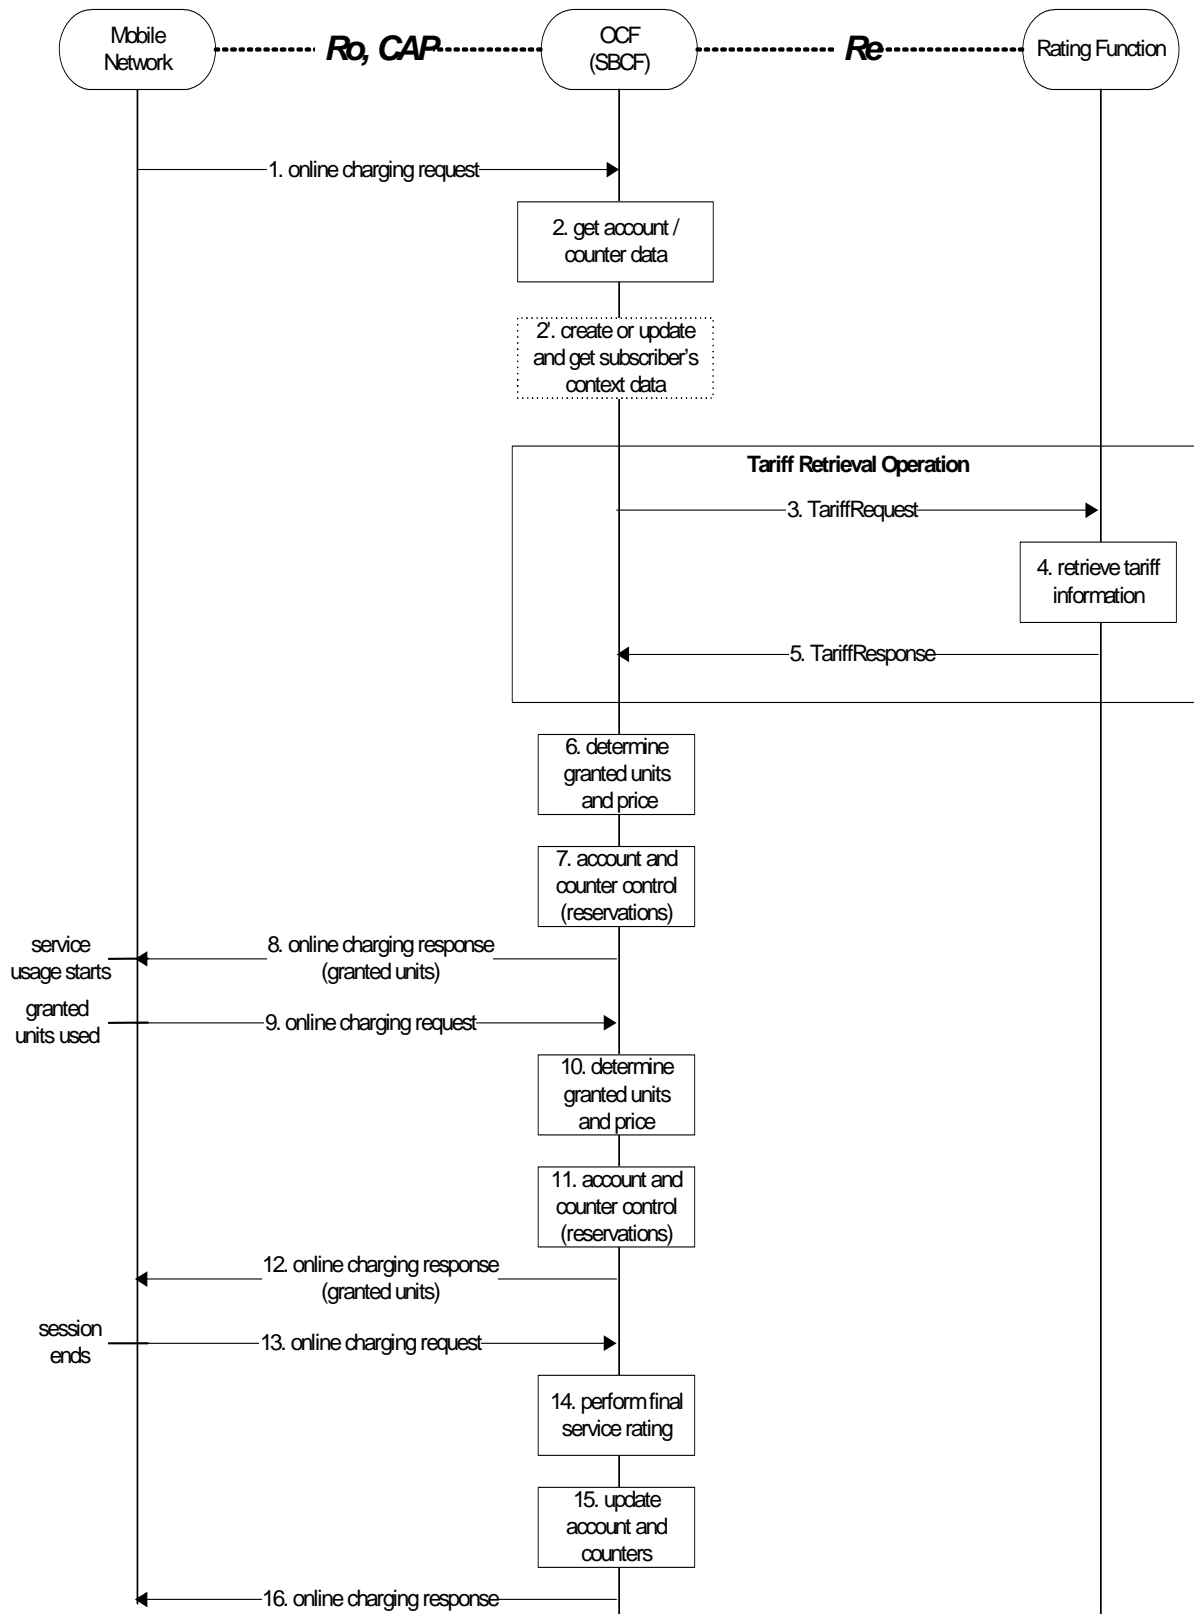 Mobile
Network
Ro, CAP
OCF
(SBCF)
Re
Rating Function
1. online charging request
2. get account /
counter data
2'. create or update
and get subscriber's
context data
Tariff Retrieval Operation
3. TariffRequest
4. retrieve tariff
information
5. TariffResponse
6. determine
granted units
and price
7. account and
counter control
(reservations)
service
usage starts
8. online charging response
(granted units)
granted
units used
9. online charging request
10. determine
granted units
and price
11. account and
counter control
(reservations)
12. online charging response
(granted units)
session
ends
13. online charging request
14. perform final
service rating
15. update
account and
counters
16. online charging response